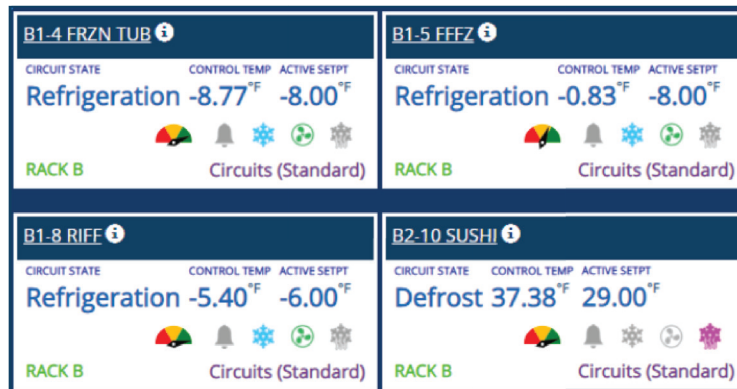 B1-4 FRZN TUB
CIRCUIT STATE CONTROL TEMP ACTIVE SETPT
Refrigeration -8.77°F -8.00°F
RACK B Circuits (Standard)
B1-5 FFFZ
CIRCUIT STATE CONTROL TEMP ACTIVE SETPT
Refrigeration -0.83°F -8.00°F
RACK B Circuits (Standard)
B1-8 RIFF
CIRCUIT STATE CONTROL TEMP ACTIVE SETPT
Refrigeration -5.40°F -6.00°F
RACK B Circuits (Standard)
B2-10 SUSHI
CIRCUIT STATE CONTROL TEMP ACTIVE SETPT
Defrost 37.38°F 29.00°F
RACK B Circuits (Standard)